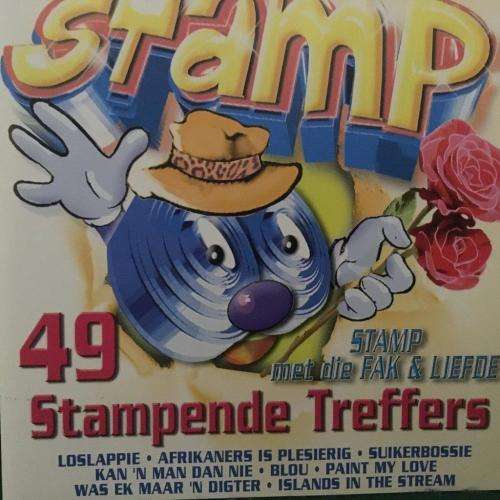 Stamp
49
STAMP
met die FAK & LIEFDE
Stampende Treffers
LOSLAPPIE • AFRIKANERS IS PLESIERIG • SUIKERBOSSIE
KAN 'N MAN DAN NIE • BLOU • PAINT MY LOVE
WAS EK MAAR 'N DIGTER • ISLANDS IN THE STREAM